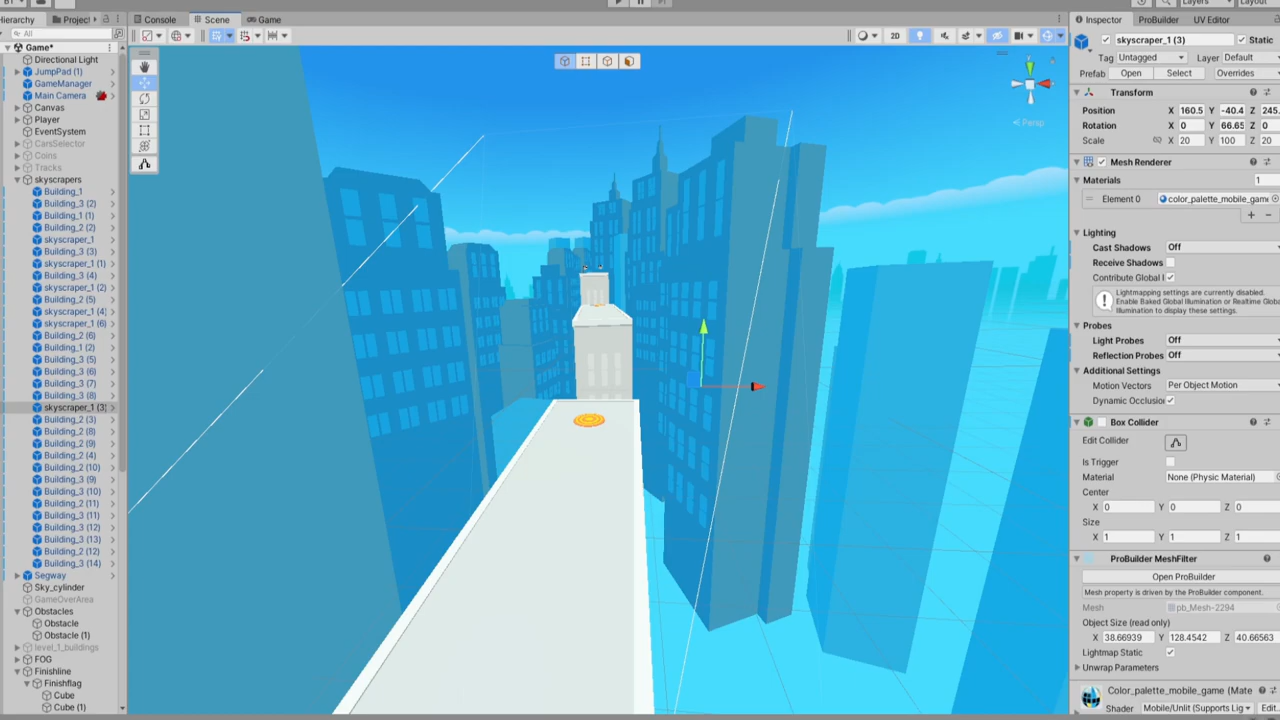 Layers
Layout
Hierarchy
Project
Console
Scene
Game
Inspector
ProBuilder
UV Editor
All
2D
skyscraper_1 (3)
Static
Game*
Tag Untagged
Layer Default
Directional Light
JumpPad (1)
Prefab Open Select Overrides
GameManager
Main Camera
Transform
Canvas
Position X 160.5 Y -40.4 Z 245.
Player
Rotation X 0 Y 66.65 Z 0
EventSystem
Persp
Scale X 20 Y 100 Z 20
CarsSelector
Coins
Mesh Renderer
Tracks
Materials 1
skyscrapers
Building_1
Element 0 color_palette_mobile_game
Building_3 (2)
Building_1 (1)
Building_2 (2)
Lighting
skyscraper_1
Cast Shadows Off
Building_3 (3)
Receive Shadows
skyscraper_1 (1)
Contribute Global I
Building_3 (4)
Lightmapping settings are currently disabled.
skyscraper_1 (2)
Enable Baked Global Illumination or Realtime Globa
Building_2 (5)
Illumination to display these settings.
skyscraper_1 (4)
skyscraper_1 (6)
Probes
Building_2 (6)
Light Probes Off
Building_1 (2)
Reflection Probes Off
Building_3 (5)
Additional Settings
Building_3 (6)
Building_3 (7)
Motion Vectors Per Object Motion
Building_3 (8)
Dynamic Occlusio
skyscraper_1 (3)
Building_2 (3)
Box Collider
Building_2 (8)
Edit Collider
Building_2 (9)
Building_2 (4)
Is Trigger
Building_2 (10)
Material None (Physic Material)
Building_3 (9)
Center
Building_3 (10)
X 0 Y 0 Z 0
Building_2 (11)
Size
Building_3 (11)
Building_3 (12)
X 1 Y 1 Z 1
Building_3 (13)
Building_2 (12)
ProBuilder MeshFilter
Building_3 (14)
Segway
Open ProBuilder
Sky_cylinder
Mesh property is driven by the ProBuilder component.
GameOverArea
Mesh pb_Mesh-2294
Obstacles
Object Size (read only)
Obstacle
Obstacle (1)
X 38.66939 Y 128.4542 Z 40.66563
level_1_buildings
Lightmap Static
FOG
Unwrap Parameters
Finishline
Finishflag
Color_palette_mobile_game (Mate
Cube
Cube (1)
Shader Mobile/Unlit (Supports Lig Edit..